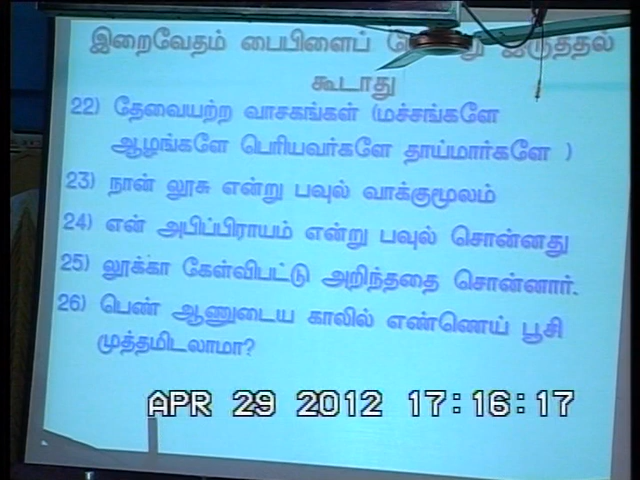 இறைவேதம் பைபிளைப் இருத்தல்
கூடாது
22) தேவையற்ற வாசகங்கள் (மச்சங்களே
ஆழங்களே பெரியவர்களே தாய்மார்களே )
23) நான் லூசு என்று பவுல் வாக்குமூலம்
24) என் அபிப்பிராயம் என்று பவுல் சொன்னது
25) லூக்கா கேள்விபட்டு அறிந்ததை சொன்னார்.
26) பெண் ஆணுடைய காலில் எண்ணெய் பூசி
முத்தமிடலாமா?
APR 29 2012 17:16:17